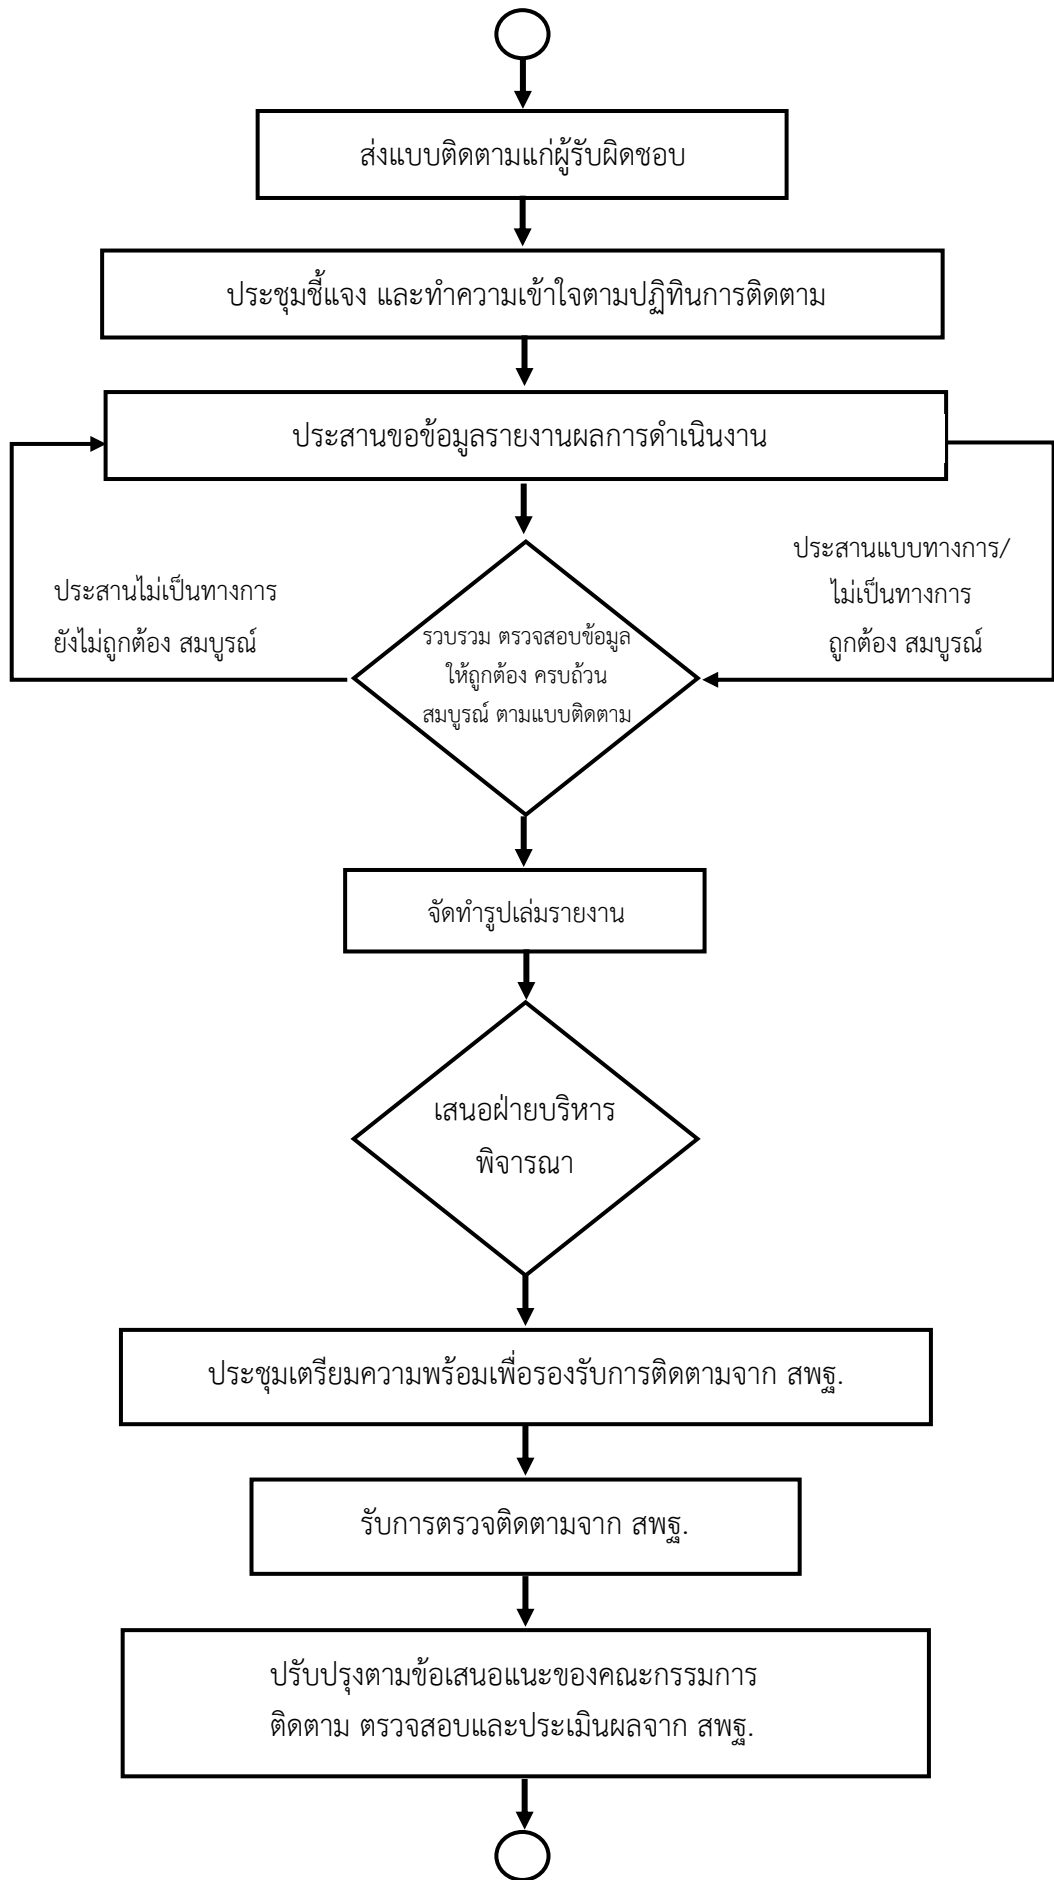 ส่งแบบติดตามแก่ผู้รับผิดชอบ
ประชุมชี้แจง และทำความเข้าใจตามปฏิทินการติดตาม
ประสานขอข้อมูลรายงานผลการดำเนินงาน
ประสานไม่เป็นทางการ
ยังไม่ถูกต้อง สมบูรณ์
รวบรวม ตรวจสอบข้อมูล
ให้ถูกต้อง ครบถ้วน
สมบูรณ์ ตามแบบติดตาม
ประสานแบบทางการ/
ไม่เป็นทางการ
ถูกต้อง สมบูรณ์
จัดทำรูปเล่มรายงาน
เสนอฝ่ายบริหาร
พิจารณา
ประชุมเตรียมความพร้อมเพื่อรองรับการติดตามจาก สพฐ.
รับการตรวจติดตามจาก สพฐ.
ปรับปรุงตามข้อเสนอแนะของคณะกรรมการ
ติดตาม ตรวจสอบและประเมินผลจาก สพฐ.